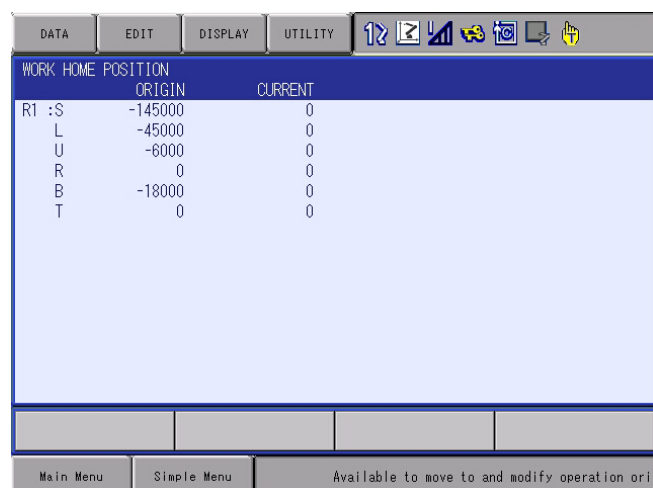 DATA EDIT DISPLAY UTILITY
WORK HOME POSITION
ORIGIN CURRENT
R1 :S -145000 0
L -45000 0
U -6000 0
R 0 0
B -18000 0
T 0 0
Main Menu Simple Menu Available to move to and modify operation ori